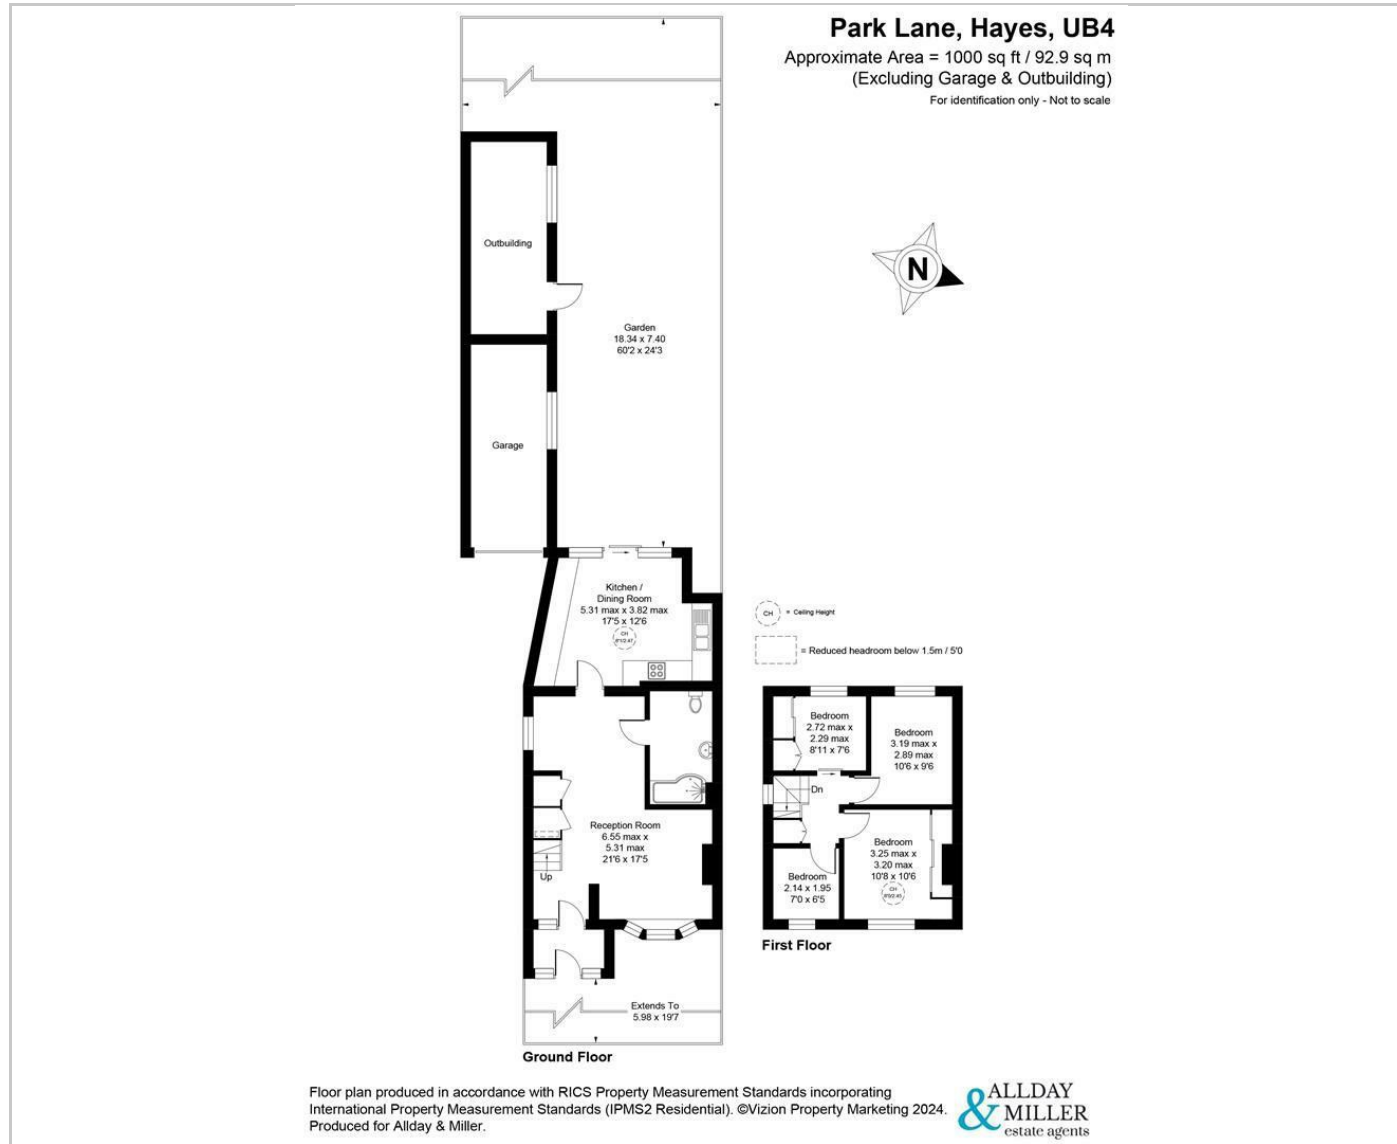 Park Lane, Hayes, UB4
Approximate Area = 1000 sq ft / 92.9 sq m
(Excluding Garage & Outbuilding)
For identification only - Not to scale
N
Outbuilding
Garden
18.34 x 7.40
60'2 x 24'3
Garage
Kitchen /
Dining Room
5.31 max x 3.82 max
17'5 x 12'6
CH
Reception Room
6.55 max x
5.31 max
21'6 x 17'5
Up
Extends To
5.98 x 19'7
Ground Floor
CH = Ceiling Height
= Reduced headroom below 1.5m / 5'0
Bedroom
2.72 max x
2.29 max
8'11 x 7'6
Bedroom
3.19 max x
2.89 max
10'6 x 9'6
Dn
Bedroom
3.25 max x
3.20 max
10'8 x 10'6
CH
Bedroom
2.14 x 1.95
7'0 x 6'5
First Floor
Floor plan produced in accordance with RICS Property Measurement Standards incorporating
International Property Measurement Standards (IPMS2 Residential). ©Vizion Property Marketing 2024.
Produced for Allday & Miller.
ALLDAY
& MILLER
estate agents